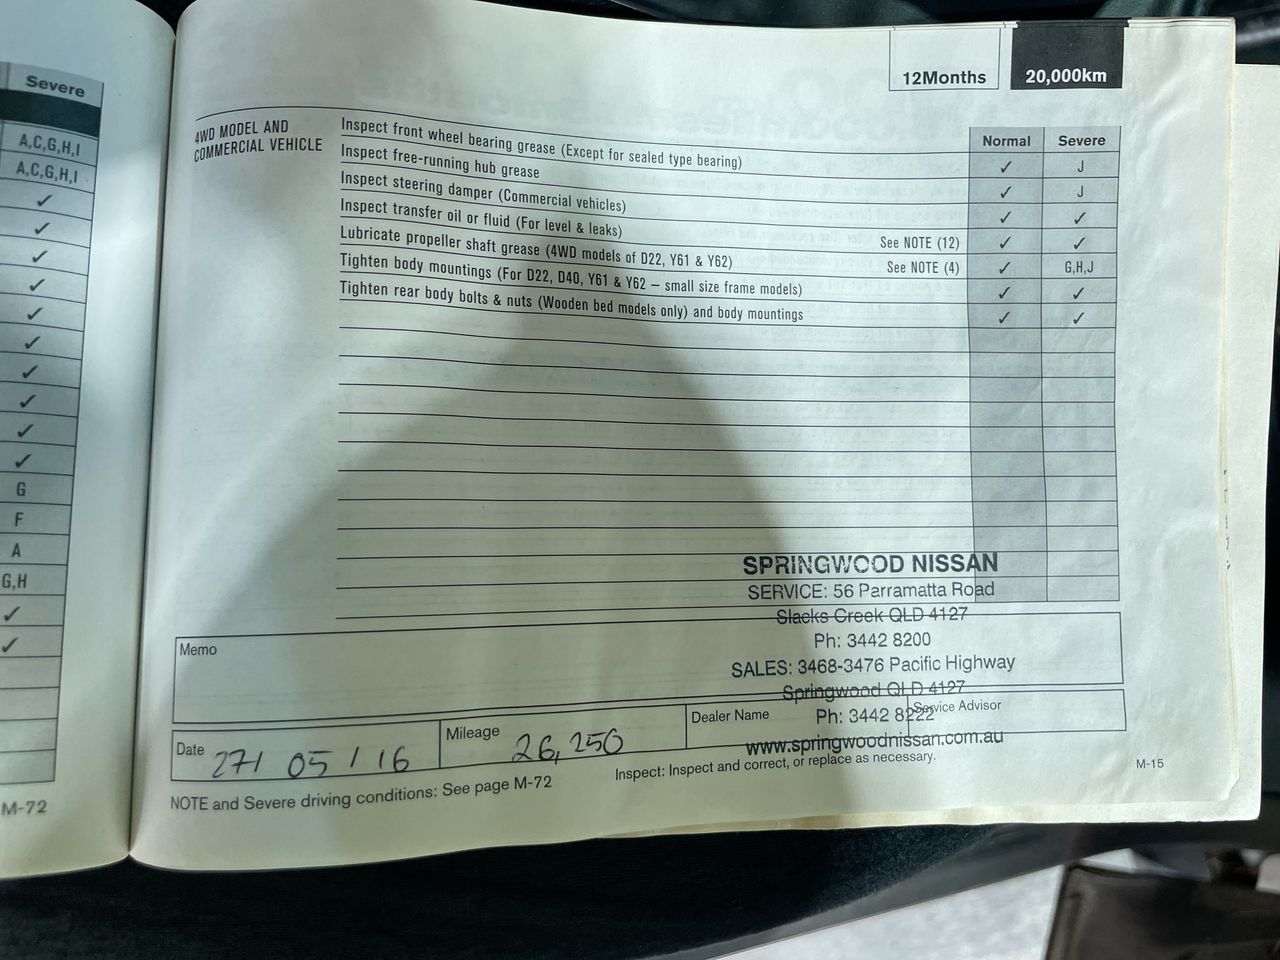 Severe
A,C,G,H,I
A,C,G,H,I
✓
✓
✓
✓
✓
✓
✓
✓
✓
✓
G
F
A
G,H
✓
✓
M-72
12Months
20,000km
Normal Severe
4WD MODEL AND
COMMERCIAL VEHICLE
Inspect front wheel bearing grease (Except for sealed type bearing) ✓ J
Inspect free-running hub grease ✓ J
Inspect steering damper (Commercial vehicles) ✓ ✓
Inspect transfer oil or fluid (For level & leaks) See NOTE (12) ✓ ✓
Lubricate propeller shaft grease (4WD models of D22, Y61 & Y62) See NOTE (4) ✓ G,H,J
Tighten body mountings (For D22, D40, Y61 & Y62 – small size frame models) ✓ ✓
Tighten rear body bolts & nuts (Wooden bed models only) and body mountings ✓ ✓
SPRINGWOOD NISSAN
SERVICE: 56 Parramatta Road
Slacks Creek QLD 4127
Ph: 3442 8200
SALES: 3468-3476 Pacific Highway
Springwood QLD 4127
Ph: 3442 8222
www.springwoodnissan.com.au
Memo
Date 27/ 05 / 16
Mileage 26,250
Dealer Name
Service Advisor
NOTE and Severe driving conditions: See page M-72
Inspect: Inspect and correct, or replace as necessary.
M-15